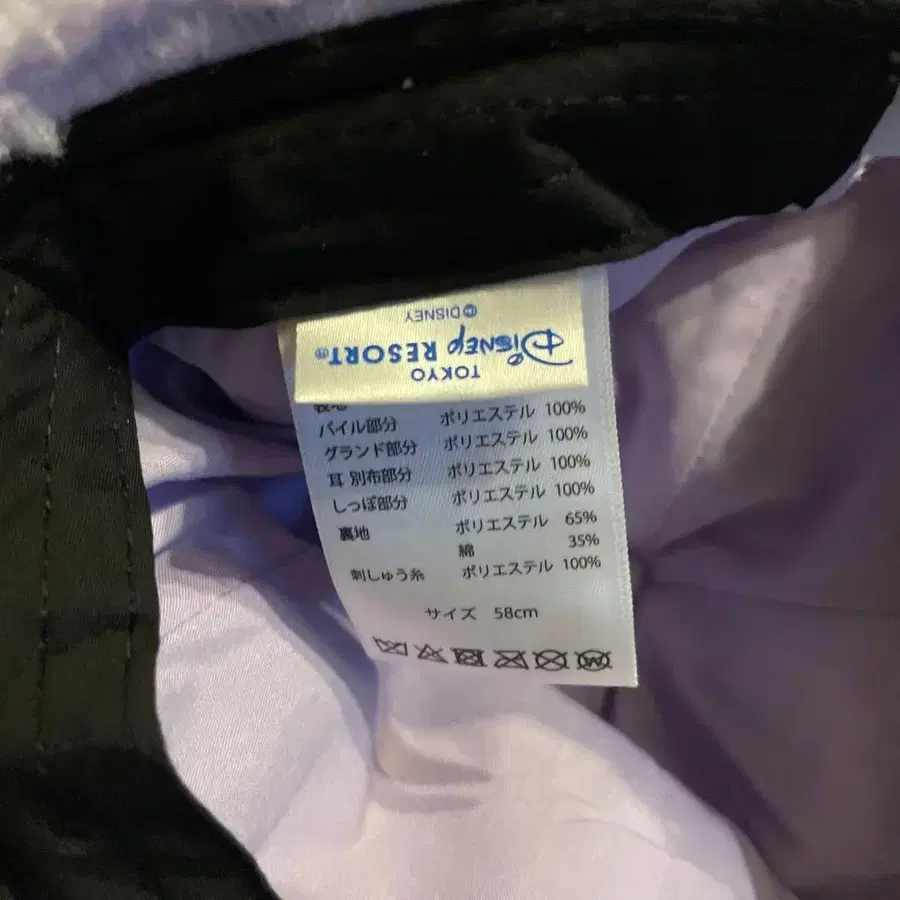 TOKYO
Disney RESORT®
©DISNEY
表地
パイル部分 ポリエステル 100%
グランド部分 ポリエステル 100%
耳 別布部分 ポリエステル 100%
しっぽ部分 ポリエステル 100%
裏地 ポリエステル 65%
綿 35%
刺しゅう糸 ポリエステル 100%
サイズ 58cm
W